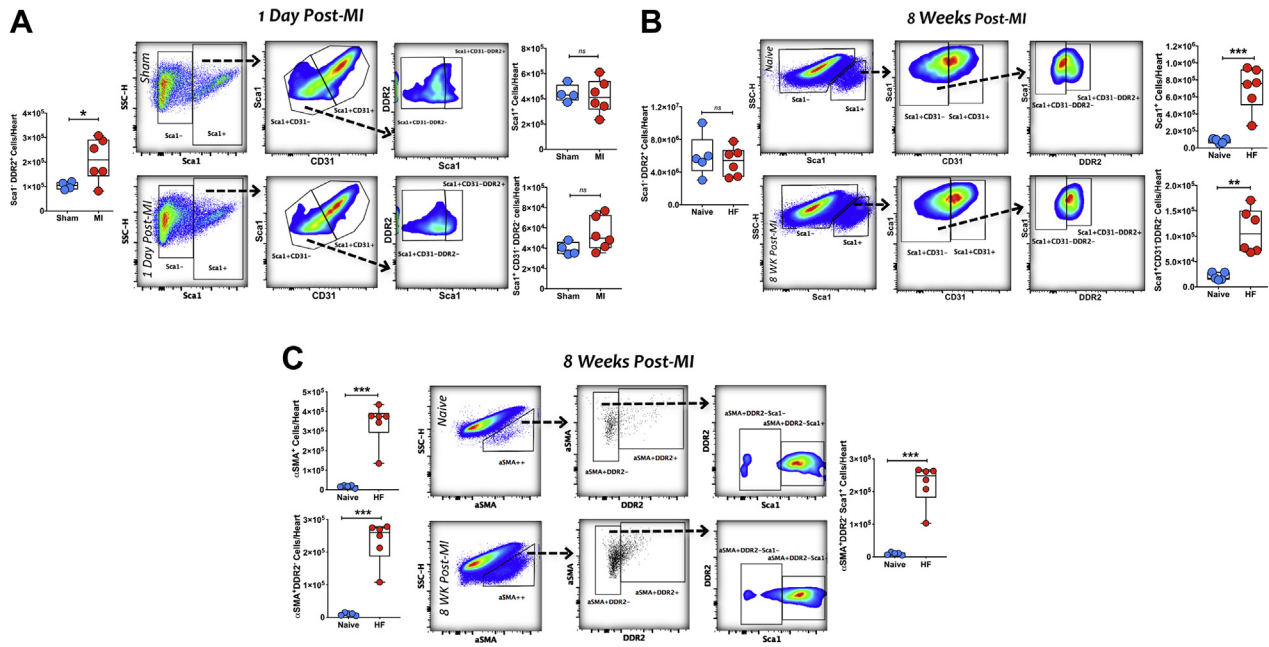 A
1 Day Post-MI
Sca1⁻ DDR2⁺ Cells/Heart
4×10⁵
3×10⁵
2×10⁵
1×10⁵
0
*
Sham MI
Sham
SSC-H
Sca1-
Sca1+
Sca1
Sca1
Sca1+CD31+
Sca1+CD31-
CD31
DDR2
Sca1+CD31-DDR2+
Sca1+CD31-DDR2-
Sca1
Sca1⁺ Cells/Heart
8×10⁵
6×10⁵
4×10⁵
2×10⁵
0
ns
Sham MI
1 Day Post-MI
SSC-H
Sca1-
Sca1+
Sca1
Sca1
Sca1+CD31+
Sca1+CD31-
CD31
DDR2
Sca1+CD31-DDR2+
Sca1+CD31-DDR2-
Sca1
Sca1⁺ CD31⁻ DDR2⁻ cells/Heart
1×10⁵
8×10⁴
6×10⁴
4×10⁴
2×10⁴
0
ns
Sham MI
B
8 Weeks Post-MI
Sca1⁻ DDR2⁺ Cells/Heart
1.2×10⁷
9.0×10⁶
6.0×10⁶
3.0×10⁶
0.0
ns
Naive HF
Naive
SSC-H
Sca1-
Sca1+
Sca1
Sca1
Sca1+CD31- Sca1+CD31+
CD31
DDR2
Sca1+CD31-DDR2+
Sca1+CD31-DDR2-
DDR2
Sca1⁺ Cells/Heart
1.2×10⁶
1.0×10⁶
8.0×10⁵
6.0×10⁵
4.0×10⁵
2.0×10⁵
0.0
***
Naive HF
8 WK Post-MI
SSC-H
Sca1-
Sca1+
Sca1
Sca1
Sca1+CD31- Sca1+CD31+
CD31
DDR2
Sca1+CD31-DDR2+
Sca1+CD31-DDR2-
DDR2
Sca1⁺CD31⁻DDR2⁻ Cells/Heart
2.0×10⁵
1.5×10⁵
1.0×10⁵
5.0×10⁴
0.0
**
Naive HF
C
8 Weeks Post-MI
αSMA⁺ Cells/Heart
5×10⁵
4×10⁵
3×10⁵
2×10⁵
1×10⁵
0
***
Naive HF
Naive
SSC-H
aSMA++
aSMA
aSMA
aSMA+DDR2-
aSMA+DDR2+
DDR2
DDR2
aSMA+DDR2-Sca1-
aSMA+DDR2-Sca1+
Sca1
αSMA⁺DDR2⁻ Sca1⁺ Cells/Heart
3×10⁵
2×10⁵
1×10⁵
0
***
Naive HF
αSMA⁺DDR2⁻ Cells/Heart
3×10⁵
2×10⁵
1×10⁵
0
***
Naive HF
8 WK Post-MI
SSC-H
aSMA++
aSMA
aSMA
aSMA+DDR2-
aSMA+DDR2+
DDR2
DDR2
aSMA+DDR2-Sca1-
aSMA+DDR2-Sca1
Sca1